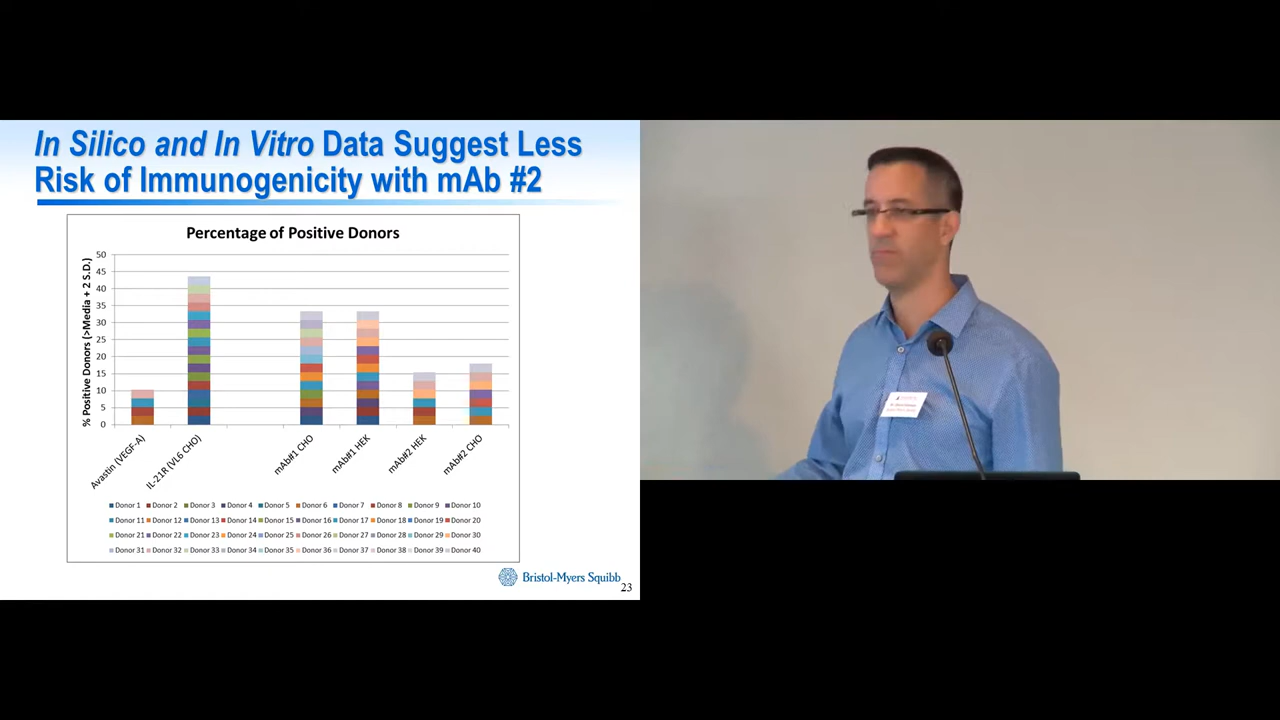 In Silico and In Vitro Data Suggest Less
Risk of Immunogenicity with mAb #2
Percentage of Positive Donors
% Positive Donors (>Media + 2 S.D.)
50
45
40
35
30
25
20
15
10
5
0
Avastin (VEGF-A)
IL-21R (VL6 CHO)
mAb#1 CHO
mAb#1 HEK
mAb#2 HEK
mAb#2 CHO
Donor 1 Donor 2 Donor 3 Donor 4 Donor 5 Donor 6 Donor 7 Donor 8 Donor 9 Donor 10
Donor 11 Donor 12 Donor 13 Donor 14 Donor 15 Donor 16 Donor 17 Donor 18 Donor 19 Donor 20
Donor 21 Donor 22 Donor 23 Donor 24 Donor 25 Donor 26 Donor 27 Donor 28 Donor 29 Donor 30
Donor 31 Donor 32 Donor 33 Donor 34 Donor 35 Donor 36 Donor 37 Donor 38 Donor 39 Donor 40
Bristol-Myers Squibb
23